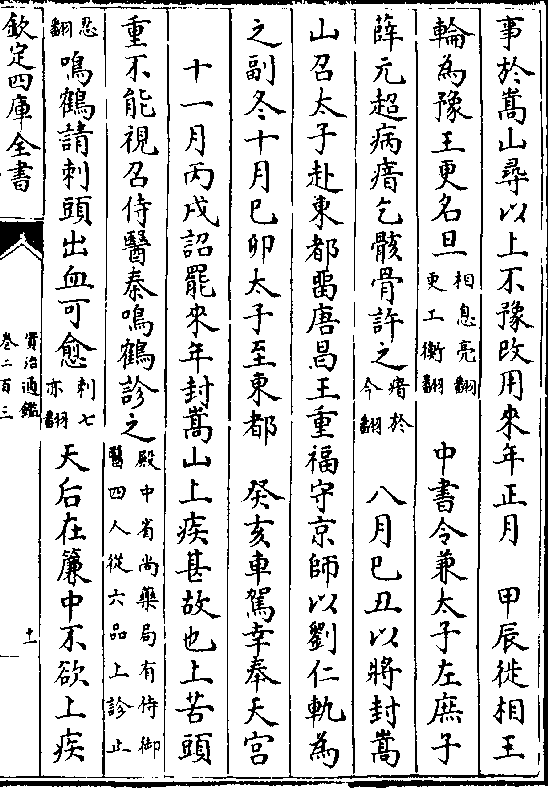 事於嵩山尋以上不豫改用來年正月　甲辰徙相王
輪為豫王更名旦相息亮翻更工衡翻　中書令兼太子左庶子
薛元超病瘖乞骸骨許之瘖於今翻　八月己丑以將封嵩
山召太子赴東都留唐昌王重福守京師以劉仁軌為
之副冬十月己卯太子至東都　癸亥車駕幸奉天宮
十一月丙戌詔罷來年封嵩山上疾甚故也上苦頭
重不能視召侍醫秦鳴鶴診之殿中省尚藥局有侍御醫四人從六品上診止
忍翻鳴鶴請刺頭出血可愈刺七亦翻　天后在簾中不欲上疾
欽定四庫全書
資治通鑑
卷二百三
十一